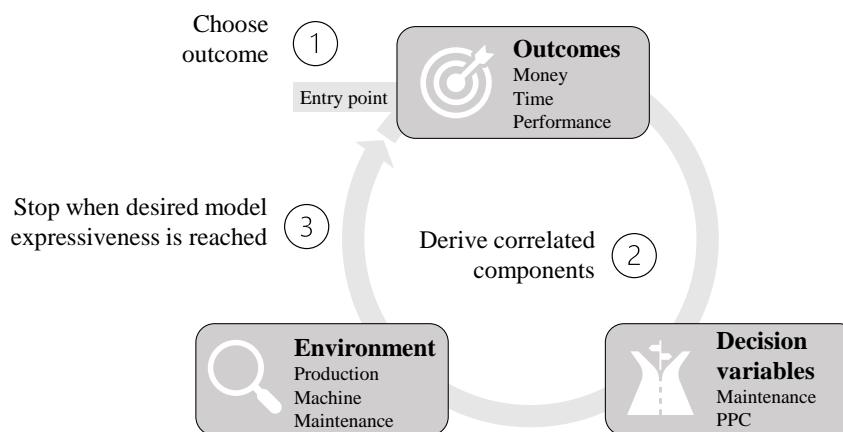 Choose
outcome
1
Entry point
Outcomes
Money
Time
Performance
Stop when desired model
expressiveness is reached
3
Derive correlated
components
2
Environment
Production
Machine
Maintenance
Decision
variables
Maintenance
PPC